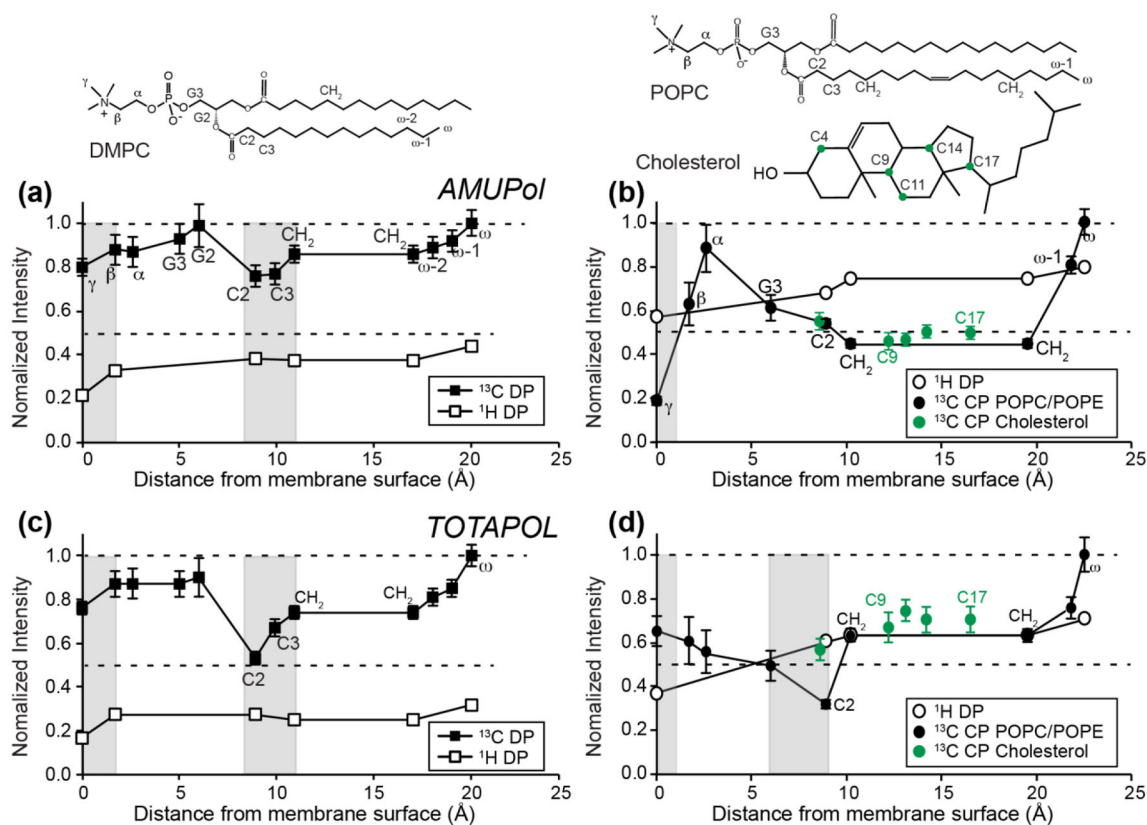 γ
N
+
β
α
O
P
O
O-
O
G3
G2
O
O
C
O
CH2
C2
C3
C
O
ω-2
ω
ω-1
DMPC
γ
N
+
β
α
O
P
O
O-
O
G3
C2
O
O
C
O
C3
CH2
C
O
CH2
ω-1
ω
POPC
Cholesterol
HO
C4
C9
C11
C14
C17
(a)
AMUPol
Normalized Intensity
1.0
0.8
0.6
0.4
0.2
0.0
γ
β
α
G3
G2
C2
C3
CH2
CH2
ω-2
ω-1
ω
13C DP
1H DP
0
5
10
15
20
25
Distance from membrane surface (Å)
(b)
Normalized Intensity
1.0
0.8
0.6
0.4
0.2
0.0
γ
β
α
G3
C2
CH2
C9
C17
CH2
ω-1
ω
1H DP
13C CP POPC/POPE
13C CP Cholesterol
0
5
10
15
20
25
Distance from membrane surface (Å)
(c)
TOTAPOL
Normalized Intensity
1.0
0.8
0.6
0.4
0.2
0.0
C2
C3
CH2
CH2
ω
13C DP
1H DP
0
5
10
15
20
25
Distance from membrane surface (Å)
(d)
Normalized Intensity
1.0
0.8
0.6
0.4
0.2
0.0
C2
CH2
C9
C17
CH2
ω
1H DP
13C CP POPC/POPE
13C CP Cholesterol
0
5
10
15
20
25
Distance from membrane surface (Å)